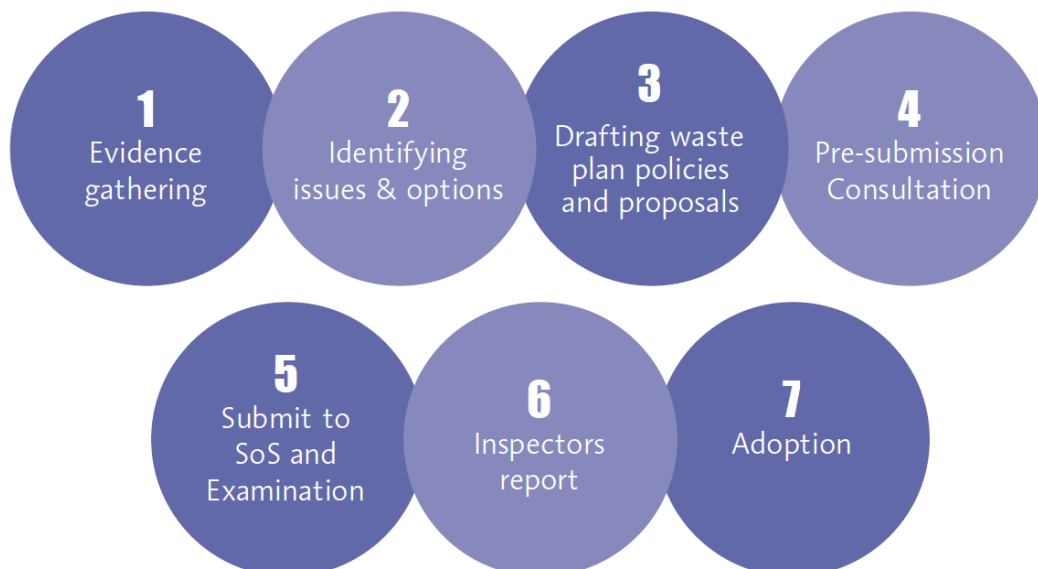 1
Evidence
gathering
2
Identifying
issues & options
3
Drafting waste
plan policies
and proposals
4
Pre-submission
Consultation
5
Submit to
SoS and
Examination
6
Inspectors
report
7
Adoption